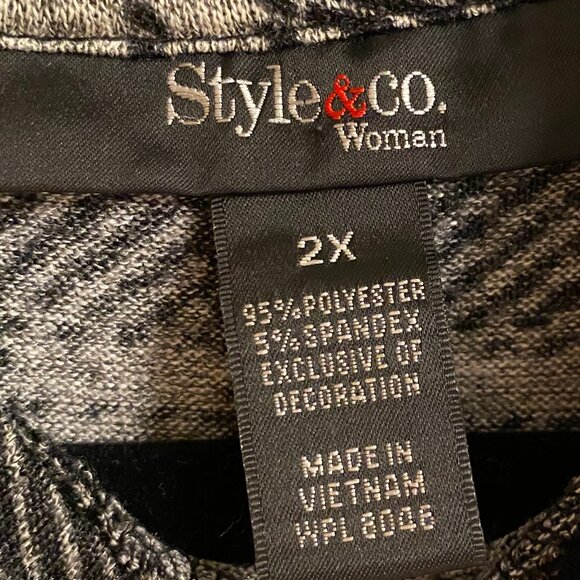 Style&co.
Woman
2X
95% POLYESTER
5% SPANDEX
EXCLUSIVE OF
DECORATION
MADE IN
VIETNAM
WPL 8046